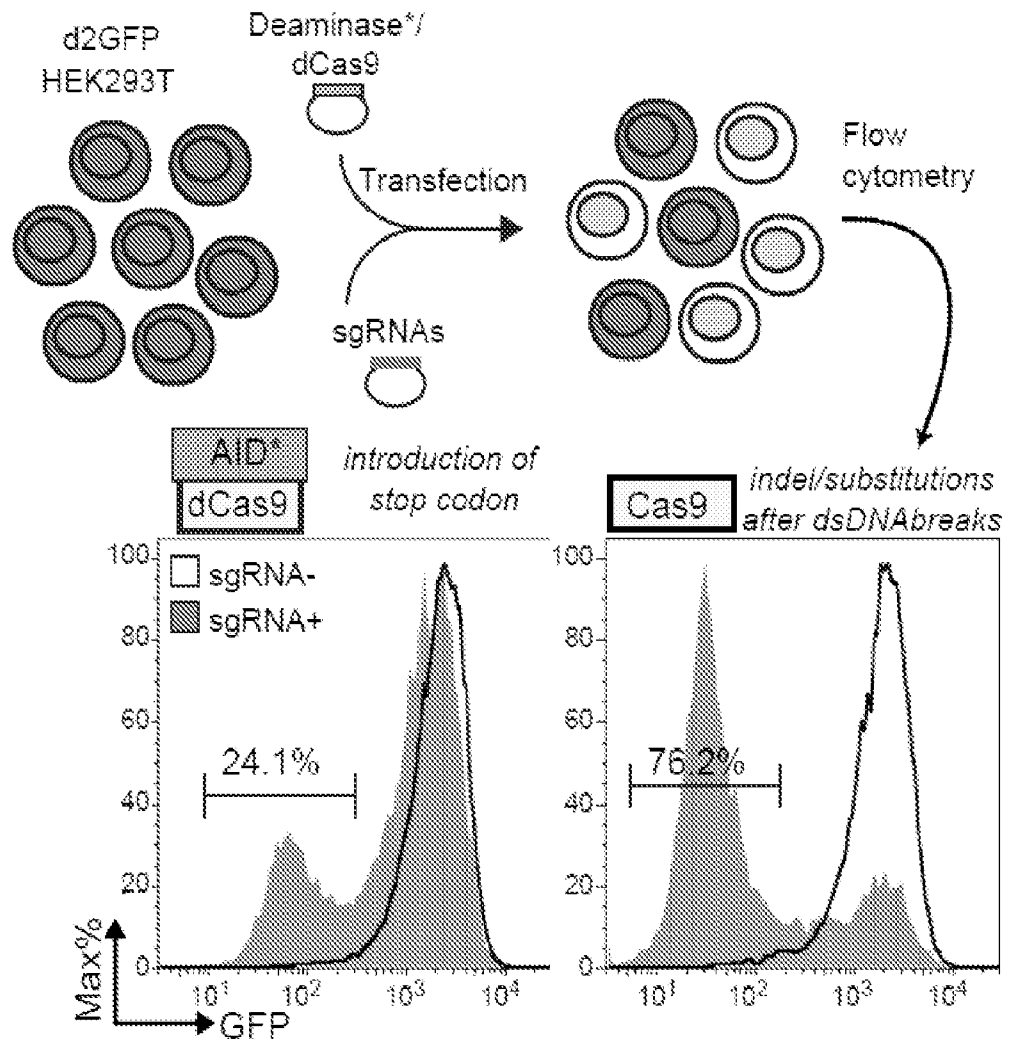 d2GFP
HEK293T
Deaminase*/
dCas9
Transfection
sgRNAs
Flow
cytometry
AID*
dCas9
introduction of
stop codon
Cas9
indel/substitutions
after dsDNAbreaks
100
80
60
40
20
0
sgRNA-
sgRNA+
24.1%
10¹ 10² 10³ 10⁴
Max%
GFP
100
80
60
40
20
0
76.2%
10¹ 10² 10³ 10⁴